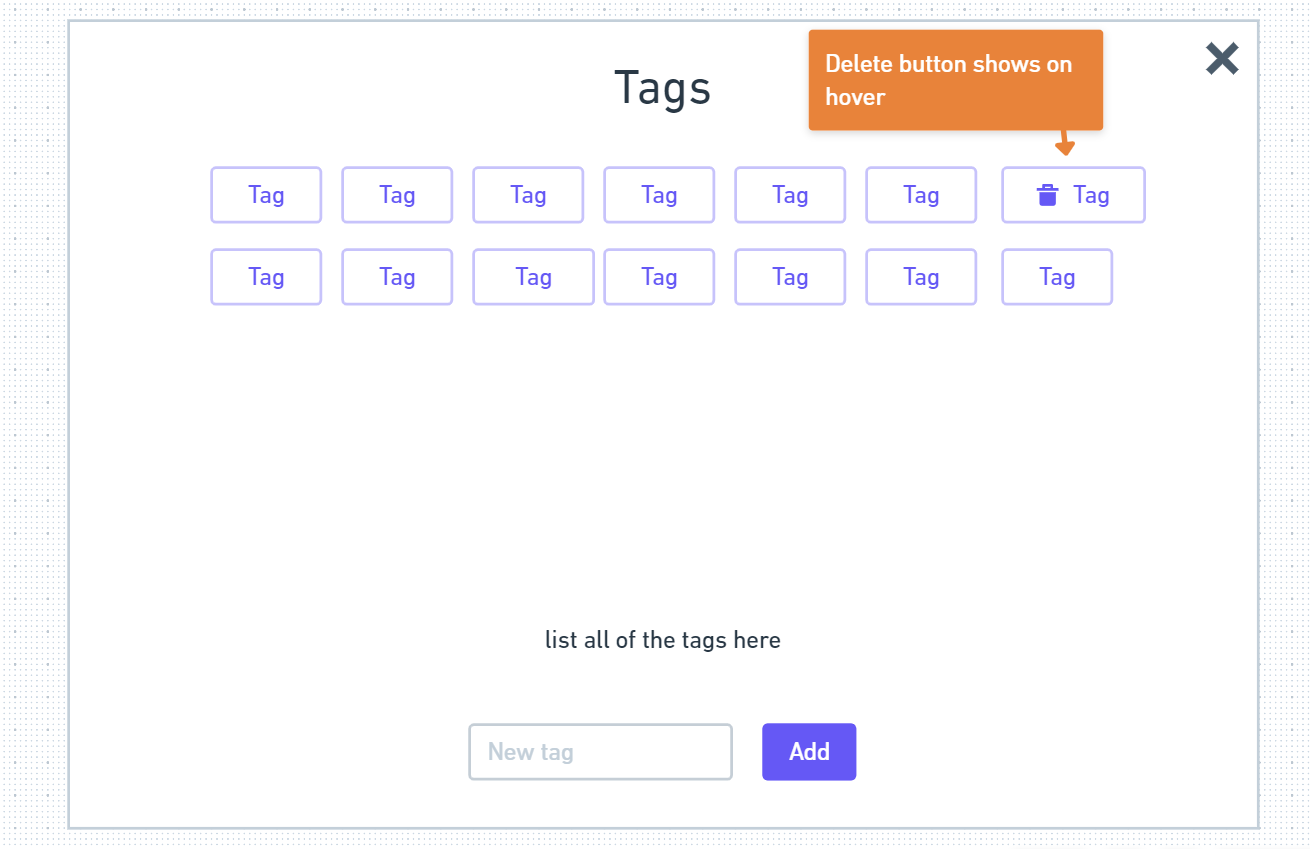 Delete button shows on
hover
Tags
Tag Tag Tag Tag Tag Tag Tag
Tag Tag Tag Tag Tag Tag Tag
list all of the tags here
New tag Add